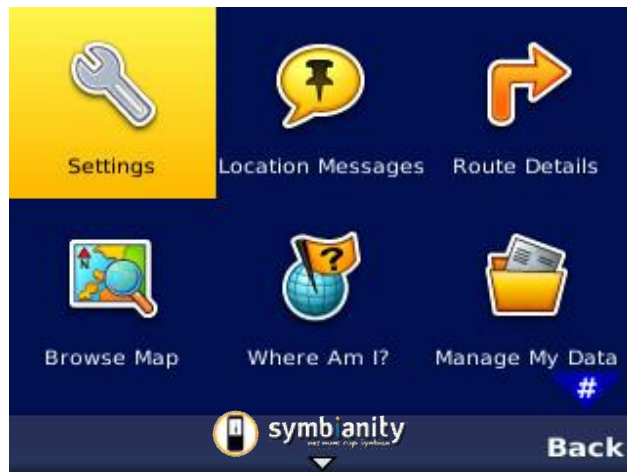 Settings
Location Messages
Route Details
N
?
Browse Map
Where Am I?
Manage My Data
#
symbianity
Back